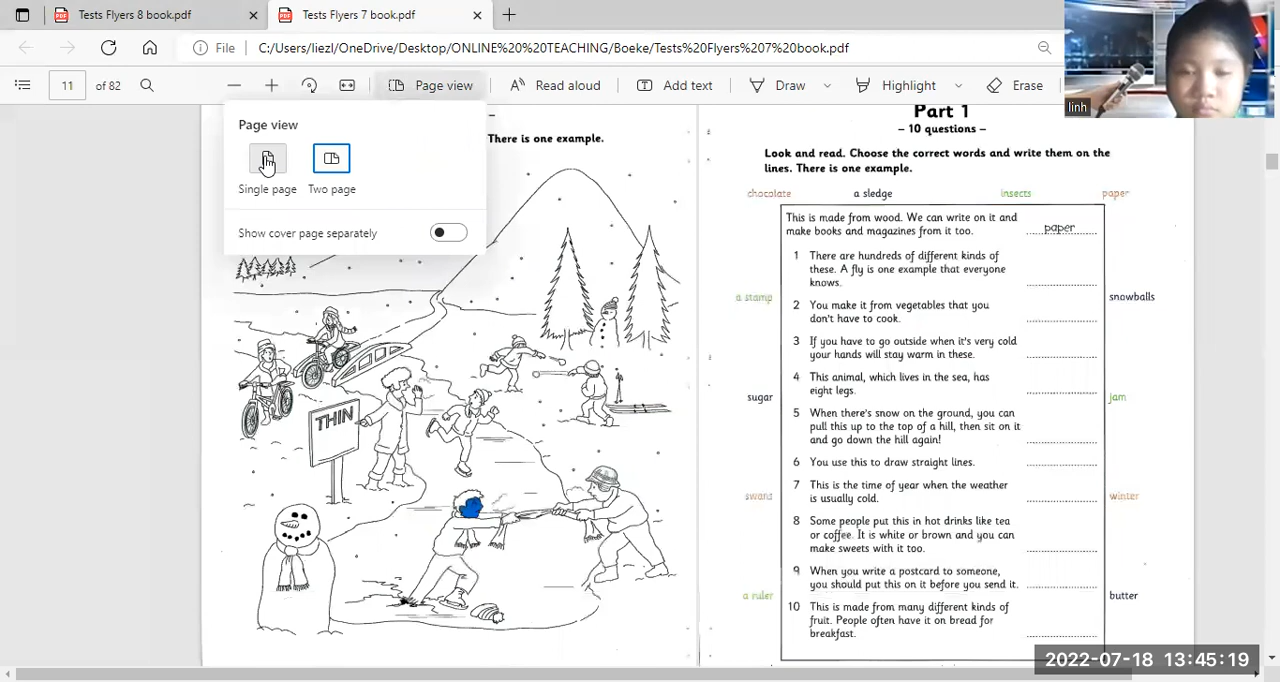 Tests Flyers 8 book.pdf
Tests Flyers 7 book.pdf
File
C:/Users/liezl/OneDrive/Desktop/ONLINE%20%20TEACHING/Boeke/Tests%20Flyers%207%20book.pdf
11 of 82
Page view
Read aloud
Add text
Draw
Highlight
Erase
linh
Page view
Single page
Two page
Show cover page separately
There is one example.
THIN
Part 1
– 10 questions –
Look and read. Choose the correct words and write them on the
lines. There is one example.
chocolate a sledge insects paper
This is made from wood. We can write on it and
make books and magazines from it too. paper
1 There are hundreds of different kinds of
these. A fly is one example that everyone
knows.
a stamp
snowballs
2 You make it from vegetables that you
don't have to cook.
3 If you have to go outside when it's very cold
your hands will stay warm in these.
4 This animal, which lives in the sea, has
eight legs.
sugar
jam
5 When there's snow on the ground, you can
pull this up to the top of a hill, then sit on it
and go down the hill again!
6 You use this to draw straight lines.
7 This is the time of year when the weather
is usually cold.
swans
winter
8 Some people put this in hot drinks like tea
or coffee. It is white or brown and you can
make sweets with it too.
9 When you write a postcard to someone,
you should put this on it before you send it.
a ruler
butter
10 This is made from many different kinds of
fruit. People often have it on bread for
breakfast.
2022-07-18 13:45:19